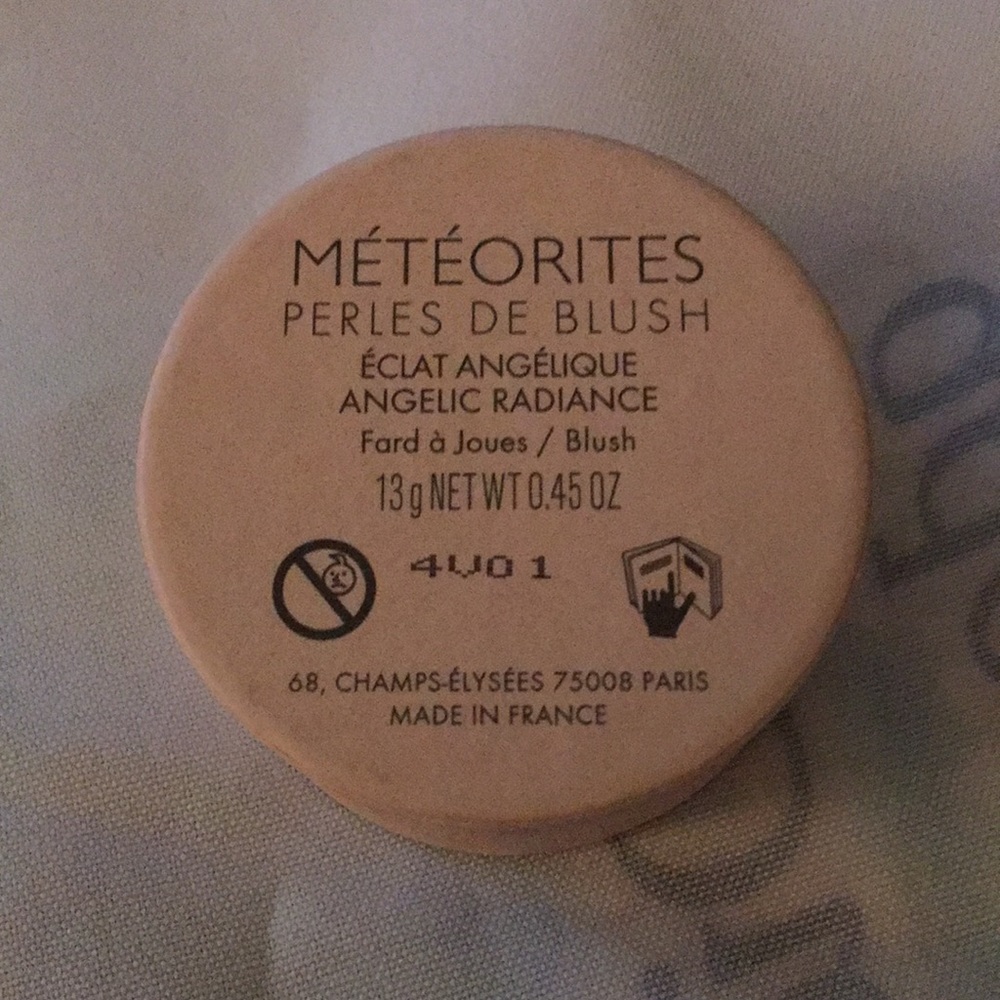 MÉTÉORITES
PERLES DE BLUSH
ÉCLAT ANGÉLIQUE
ANGELIC RADIANCE
Fard à Joues / Blush
13 g NET WT 0.45 OZ
4V01
68, CHAMPS-ÉLYSÉES 75008 PARIS
MADE IN FRANCE